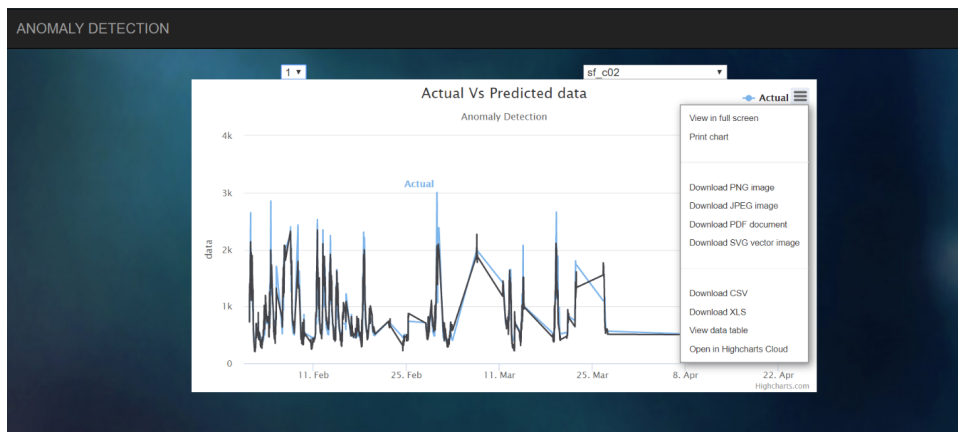 ANOMALY DETECTION
1 sf_c02
Actual Vs Predicted data
Actual
Anomaly Detection
View in full screen
Print chart
Download PNG image
Download JPEG image
Download PDF document
Download SVG vector image
Download CSV
Download XLS
View data table
Open in Highcharts Cloud
4k
3k
2k
1k
0
data
Actual
11. Feb 25. Feb 11. Mar 25. Mar 8. Apr 22. Apr
Highcharts.com